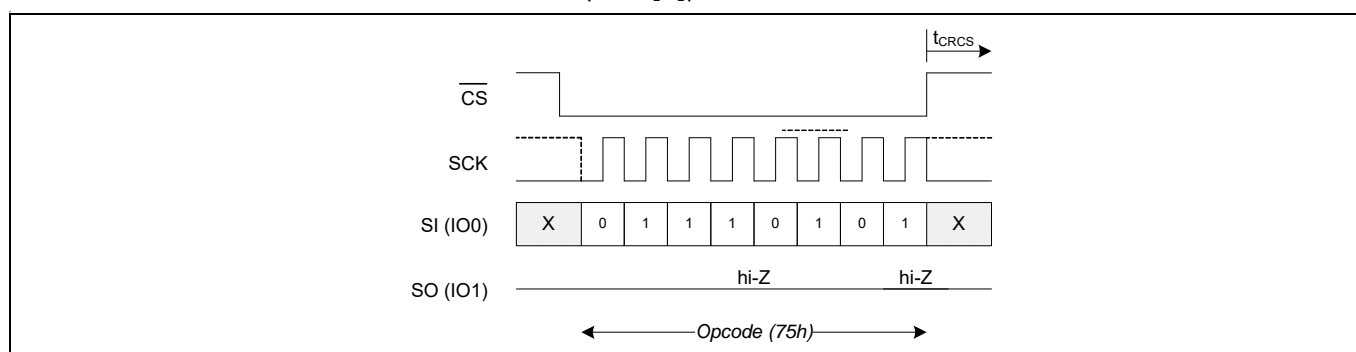 tCRCS
CS
SCK
SI (IO0) X 0 1 1 1 0 1 0 1 X
hi-Z hi-Z
SO (IO1)
Opcode (75h)